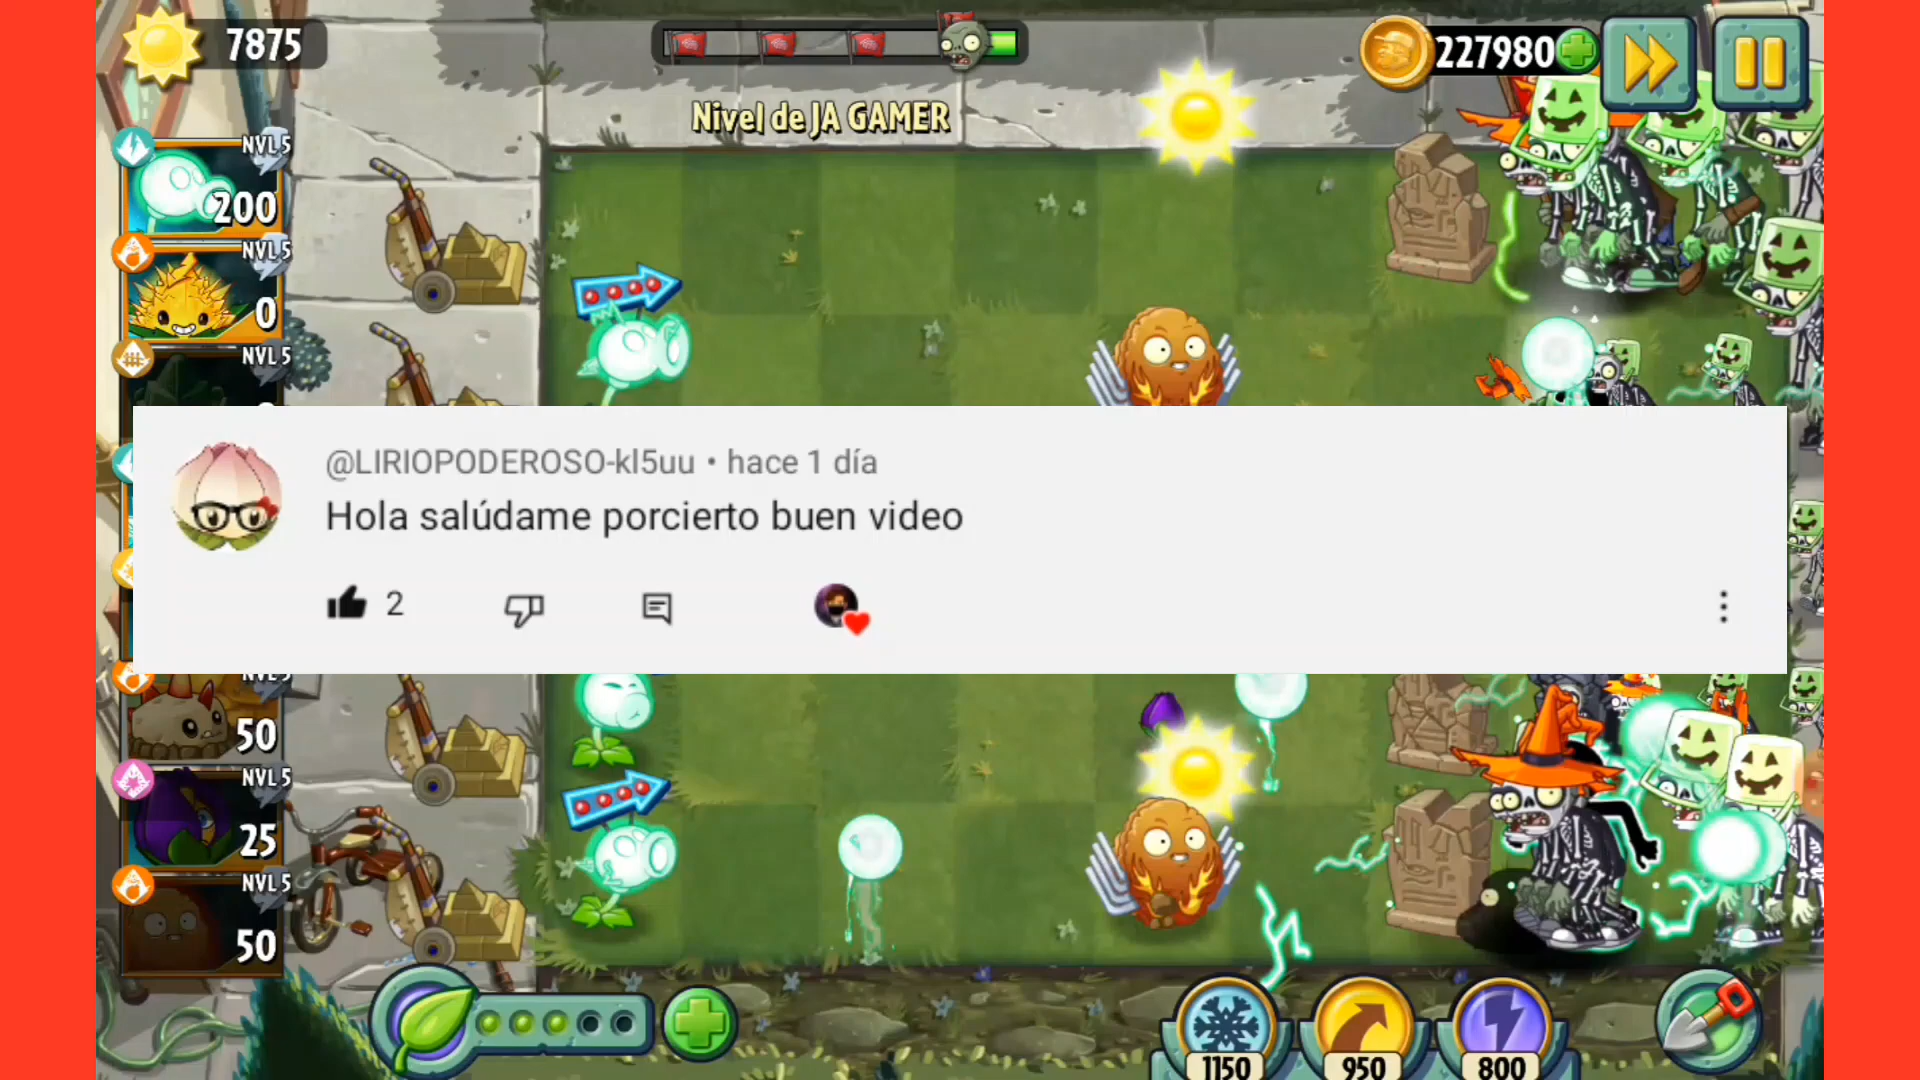 7875
227980
Nivel de JA GAMER
NVL 5
200
NVL 5
0
NVL 5
@LIRIOPODEROSO-kl5uu • hace 1 día
Hola salúdame porcierto buen video
2
50
NVL 5
25
NVL 5
50
1150
950
800